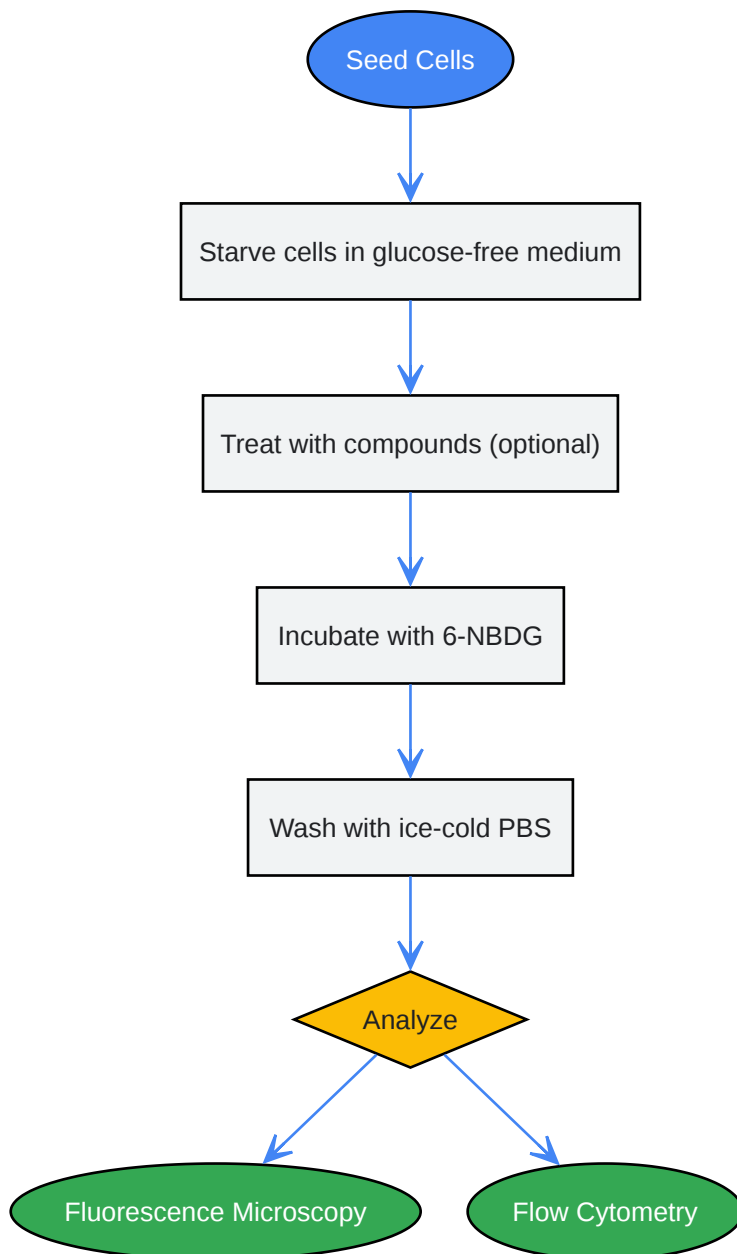 Seed Cells
Starve cells in glucose-free medium
Treat with compounds (optional)
Incubate with 6-NBDG
Wash with ice-cold PBS
Analyze
Fluorescence Microscopy
Flow Cytometry